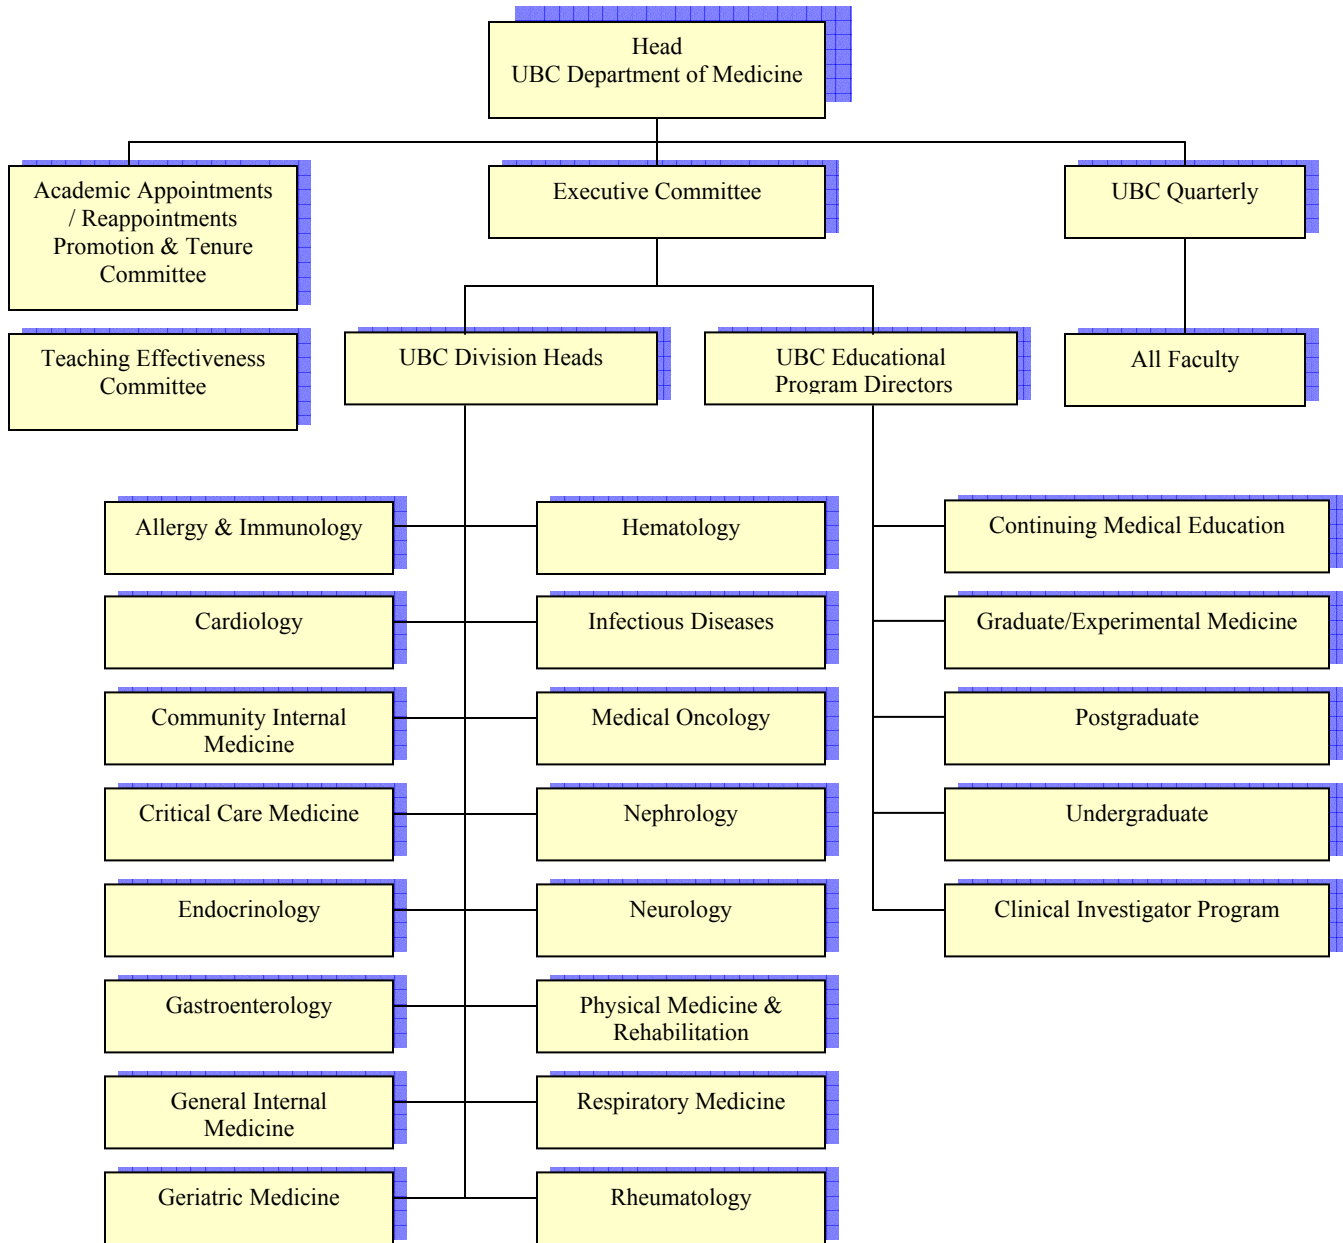 Head
UBC Department of Medicine
Academic Appointments
/ Reappointments
Promotion & Tenure
Committee
Executive Committee
UBC Quarterly
Teaching Effectiveness
Committee
UBC Division Heads
UBC Educational
Program Directors
All Faculty
Allergy & Immunology
Hematology
Continuing Medical Education
Cardiology
Infectious Diseases
Graduate/Experimental Medicine
Community Internal
Medicine
Medical Oncology
Postgraduate
Critical Care Medicine
Nephrology
Undergraduate
Endocrinology
Neurology
Clinical Investigator Program
Gastroenterology
Physical Medicine &
Rehabilitation
General Internal
Medicine
Respiratory Medicine
Geriatric Medicine
Rheumatology